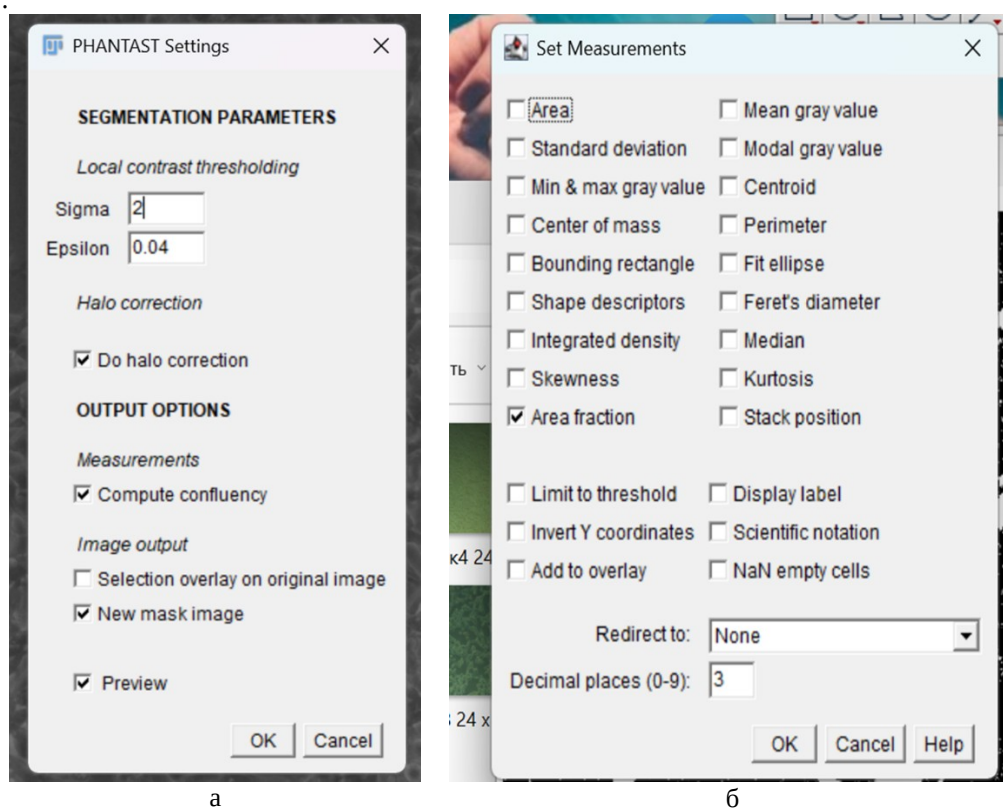 .
PHANTAST Settings
SEGMENTATION PARAMETERS
Local contrast thresholding
Sigma 2
Epsilon 0.04
Halo correction
Do halo correction
OUTPUT OPTIONS
Measurements
Compute confluency
Image output
Selection overlay on original image
New mask image
Preview
OK Cancel
а
Set Measurements
Area Mean gray value
Standard deviation Modal gray value
Min & max gray value Centroid
Center of mass Perimeter
Bounding rectangle Fit ellipse
Shape descriptors Feret's diameter
Integrated density Median
ть
Skewness Kurtosis
Area fraction Stack position
Limit to threshold Display label
Invert Y coordinates Scientific notation
к4 24
Add to overlay NaN empty cells
Redirect to: None
Decimal places (0-9): 3
24 х
OK Cancel Help
б